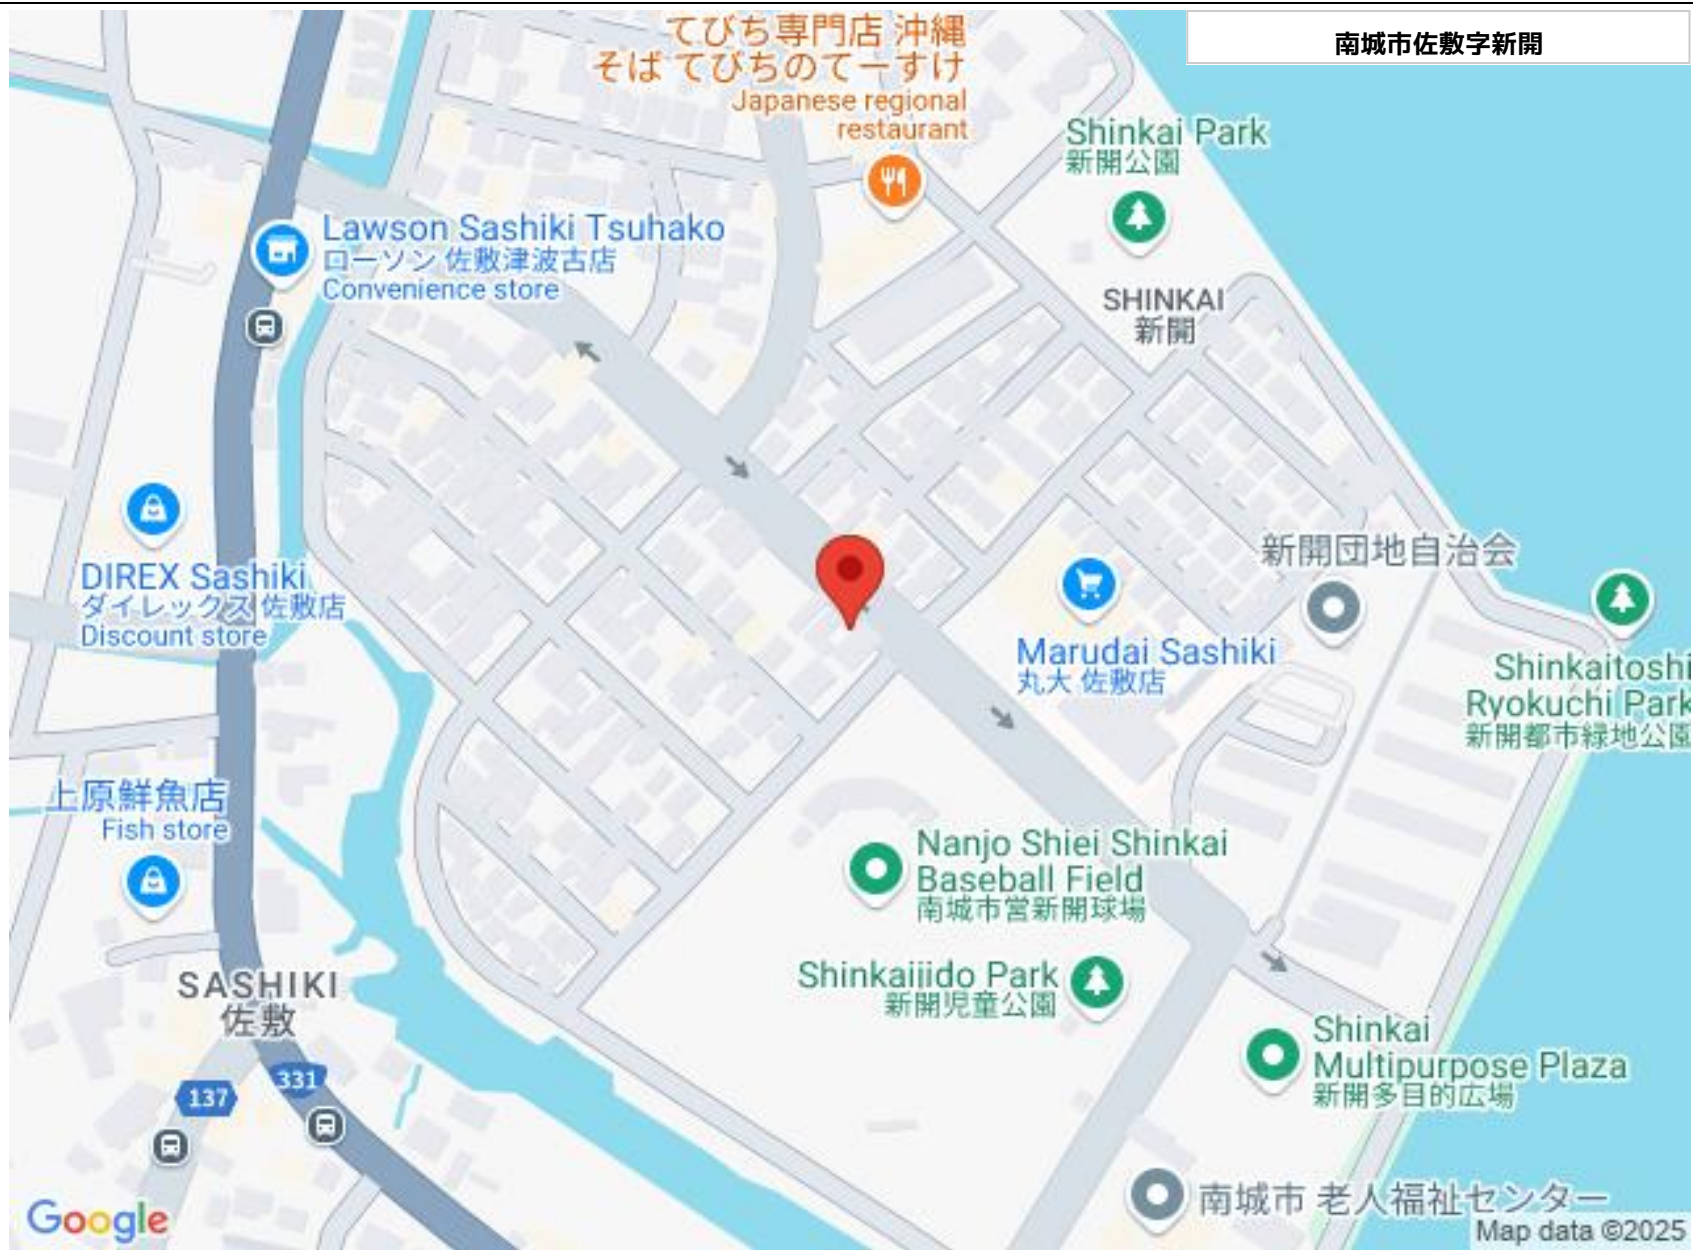 南城市佐敷字新開
てびち専門店 沖縄
そば てびちのてーすけ
Japanese regional
restaurant
Shinkai Park
新開公園
Lawson Sashiki Tsuhako
ローソン 佐敷津波古店
Convenience store
SHINKAI
新開
DIREX Sashiki
ダイレックス 佐敷店
Discount store
新開団地自治会
Marudai Sashiki
丸大 佐敷店
Shinkaitoshi
Ryokuchi Park
新開都市緑地公園
上原鮮魚店
Fish store
Nanjo Shiei Shinkai
Baseball Field
南城市営新開球場
Shinkaijido Park
新開児童公園
SASHIKI
佐敷
Shinkai
Multipurpose Plaza
新開多目的広場
331
137
南城市 老人福祉センター
Google
Map data ©2025